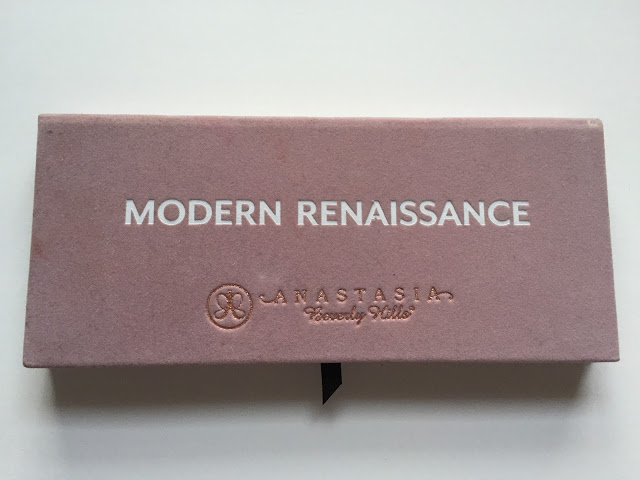 MODERN RENAISSANCE
ANASTASIA
Beverly Hills®